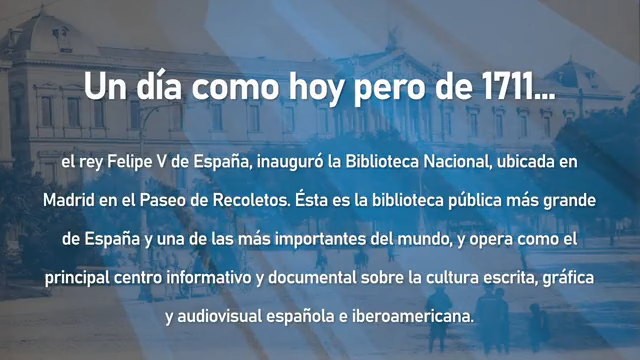 Un día como hoy pero de 1711...
el rey Felipe V de España, inauguró la Biblioteca Nacional, ubicada en
Madrid en el Paseo de Recoletos. Ésta es la biblioteca pública más grande
de España y una de las más importantes del mundo, y opera como el
principal centro informativo y documental sobre la cultura escrita, gráfica
y audiovisual española e iberoamericana.